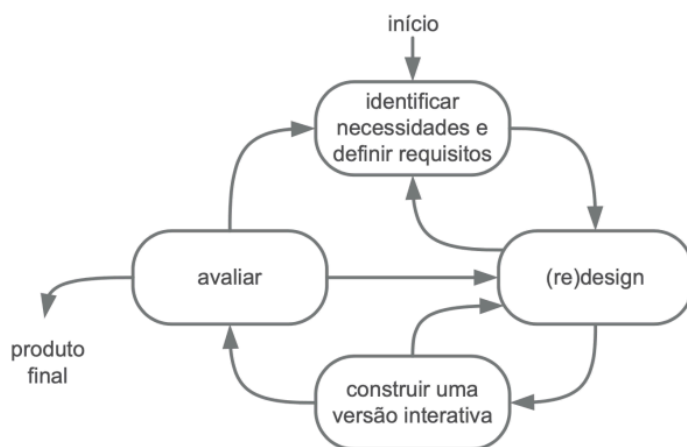 início
identificar
necessidades e
definir requisitos
avaliar
(re)design
produto
final
construir uma
versão interativa